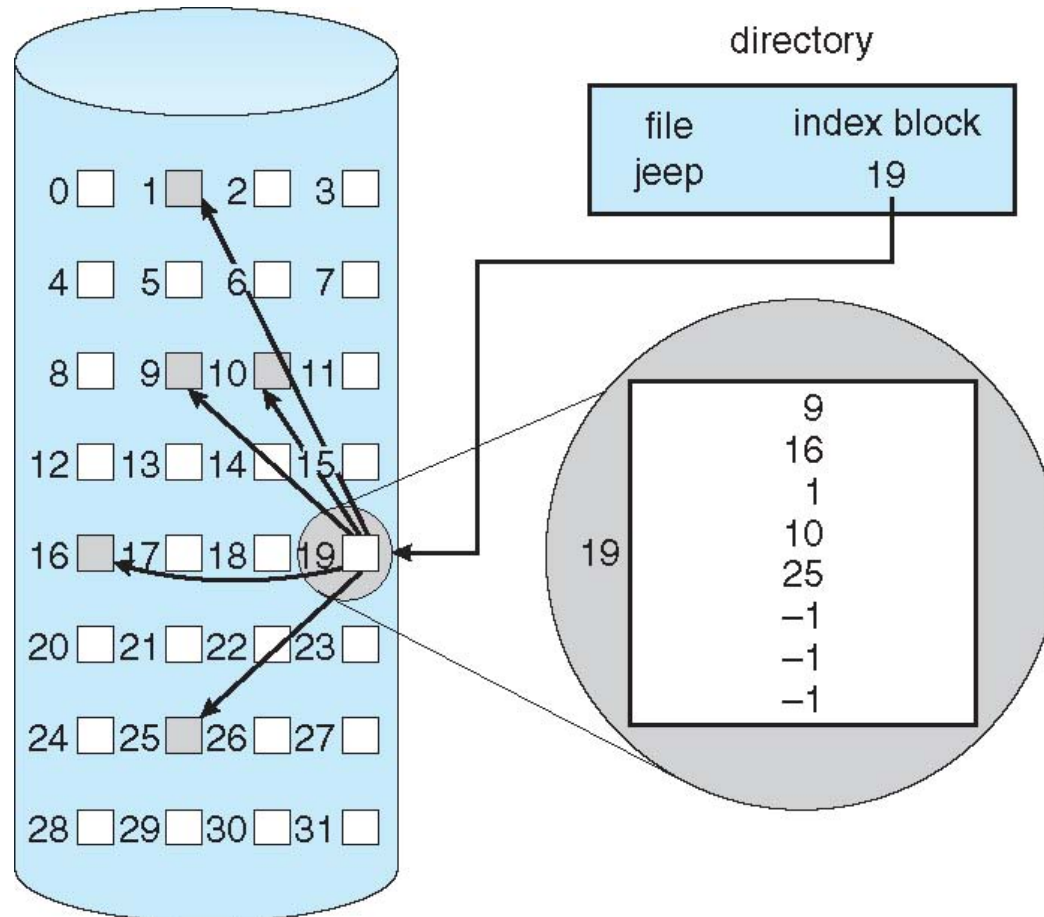 directory
file index block
jeep 19
0 1 2 3
4 5 6 7
8 9 10 11
12 13 14 15
16 17 18 19
20 21 22 23
24 25 26 27
28 29 30 31
19
9
16
1
10
25
–1
–1
–1